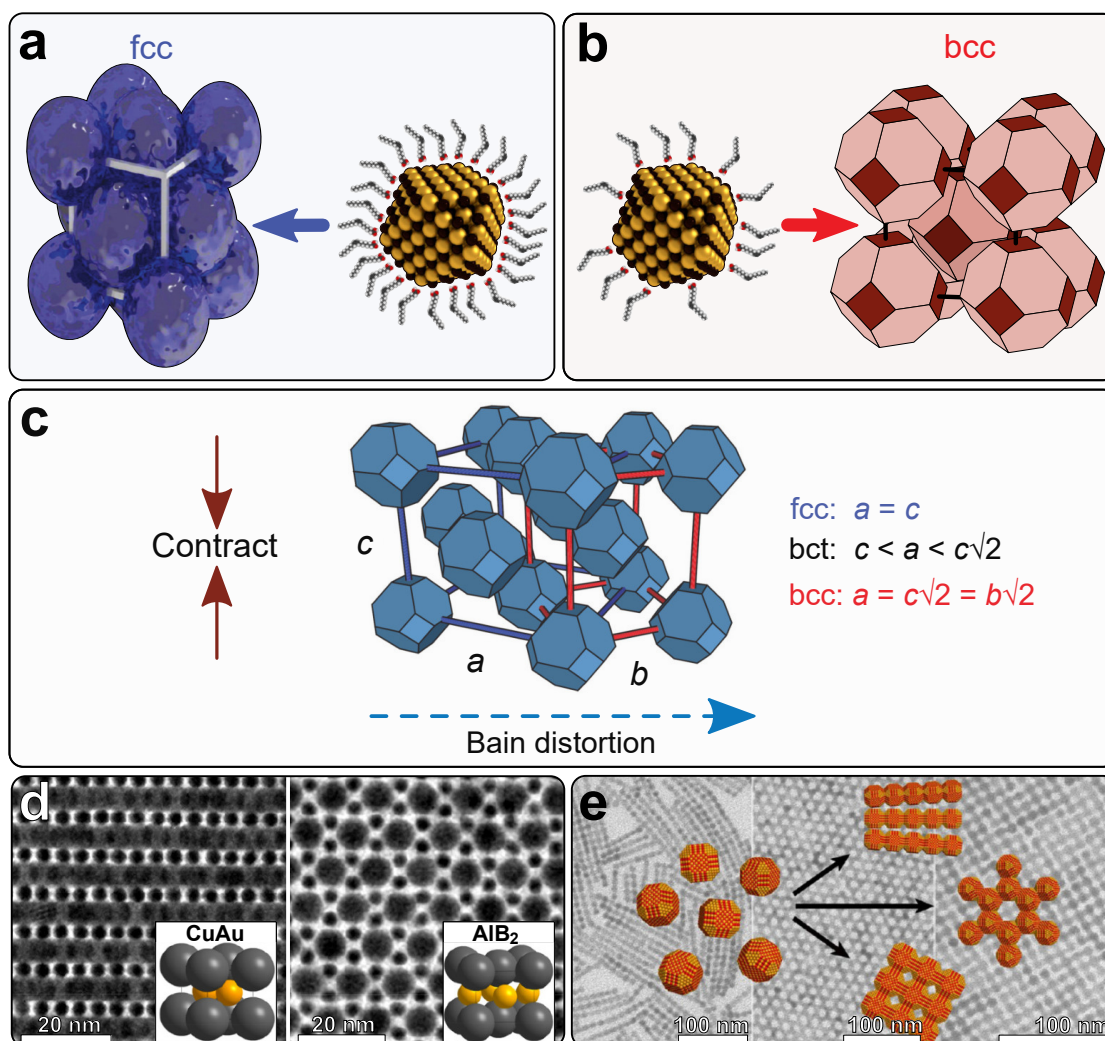 a
fcc
b
bcc
c
Contract
c
a
b
Bain distortion
fcc: a = c
bct: c < a < c√2
bcc: a = c√2 = b√2
d
CuAu
20 nm
AlB₂
20 nm
e
100 nm
100 nm
100 nm